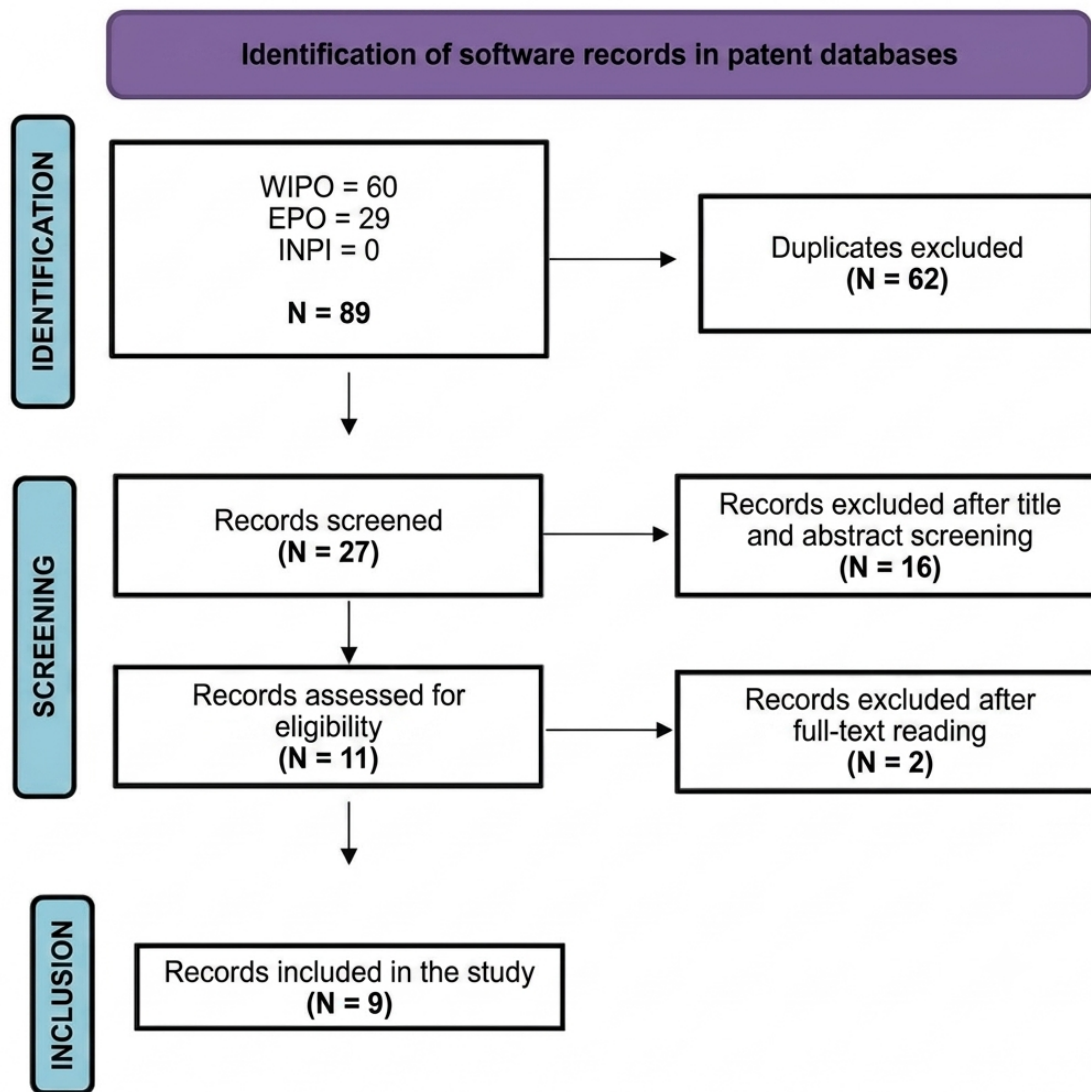 Identification of software records in patent databases
IDENTIFICATION
WIPO = 60
EPO = 29
INPI = 0
N = 89
Duplicates excluded
(N = 62)
SCREENING
Records screened
(N = 27)
Records excluded after title
and abstract screening
(N = 16)
Records assessed for
eligibility
(N = 11)
Records excluded after
full-text reading
(N = 2)
INCLUSION
Records included in the study
(N = 9)